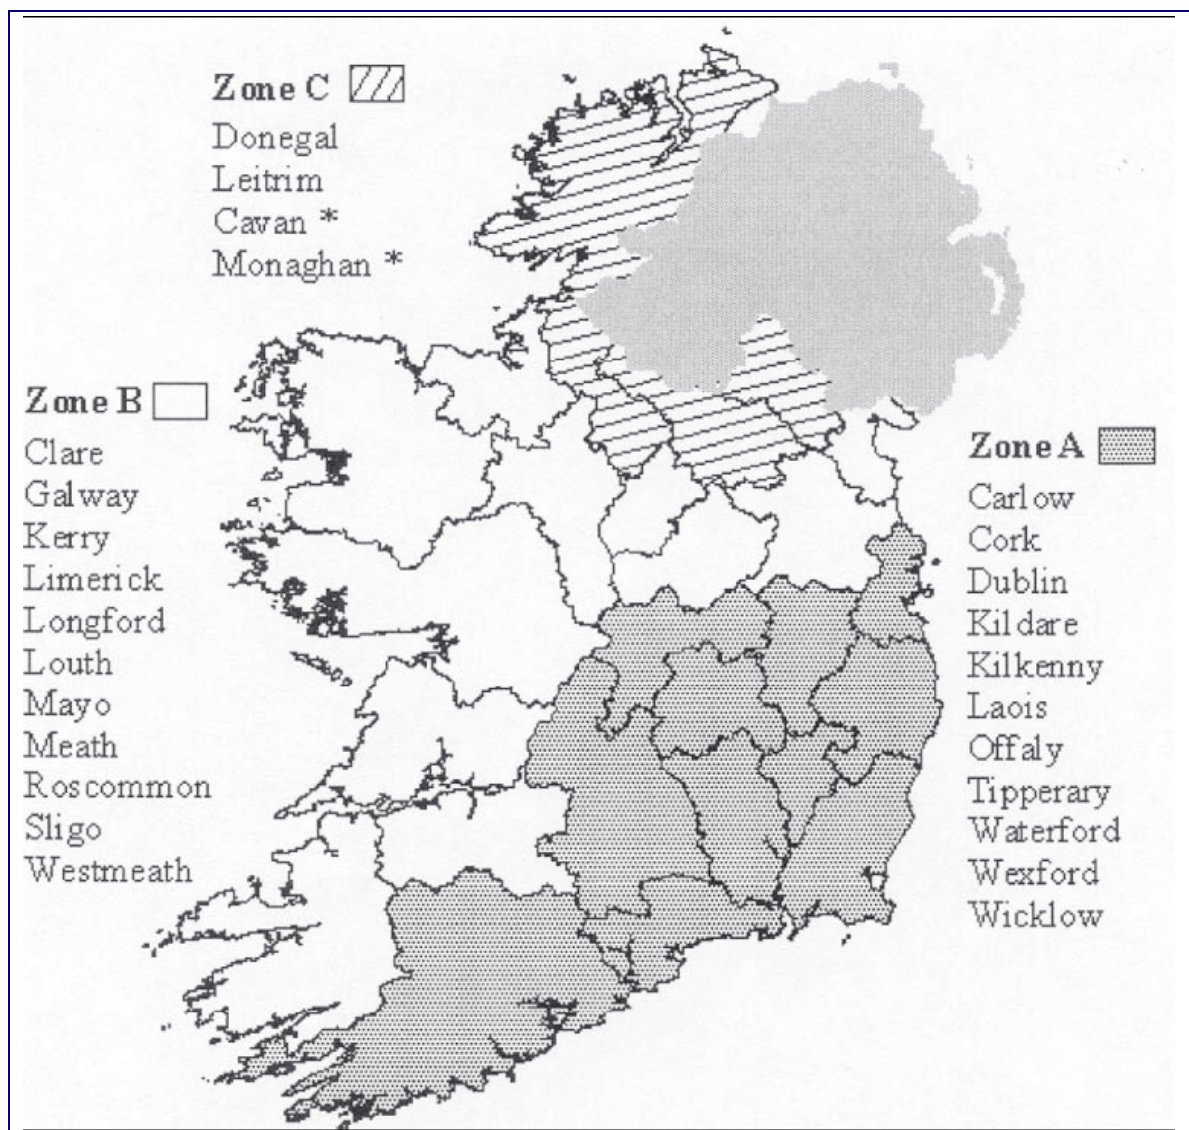 Zone C
Donegal
Leitrim
Cavan *
Monaghan *
Zone B
Clare
Galway
Kerry
Limerick
Longford
Louth
Mayo
Meath
Roscommon
Sligo
Westmeath
Zone A
Carlow
Cork
Dublin
Kildare
Kilkenny
Laois
Offaly
Tipperary
Waterford
Wexford
Wicklow